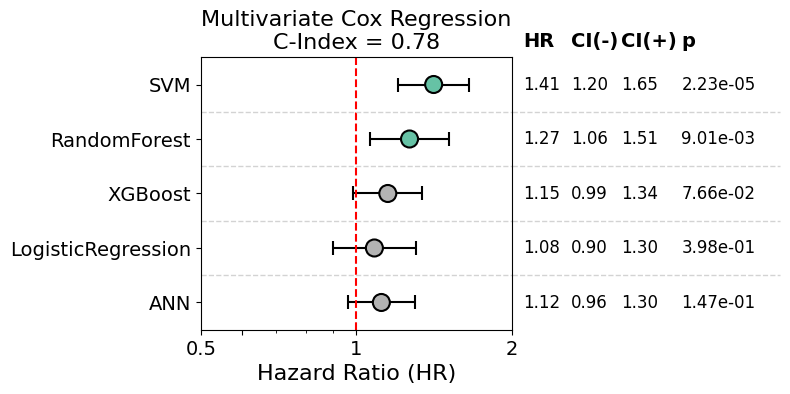 Multivariate Cox Regression
C-Index = 0.78
HR CI(-) CI(+) p
SVM 1.41 1.20 1.65 2.23e-05
RandomForest 1.27 1.06 1.51 9.01e-03
XGBoost 1.15 0.99 1.34 7.66e-02
LogisticRegression 1.08 0.90 1.30 3.98e-01
ANN 1.12 0.96 1.30 1.47e-01
0.5 1 2
Hazard Ratio (HR)